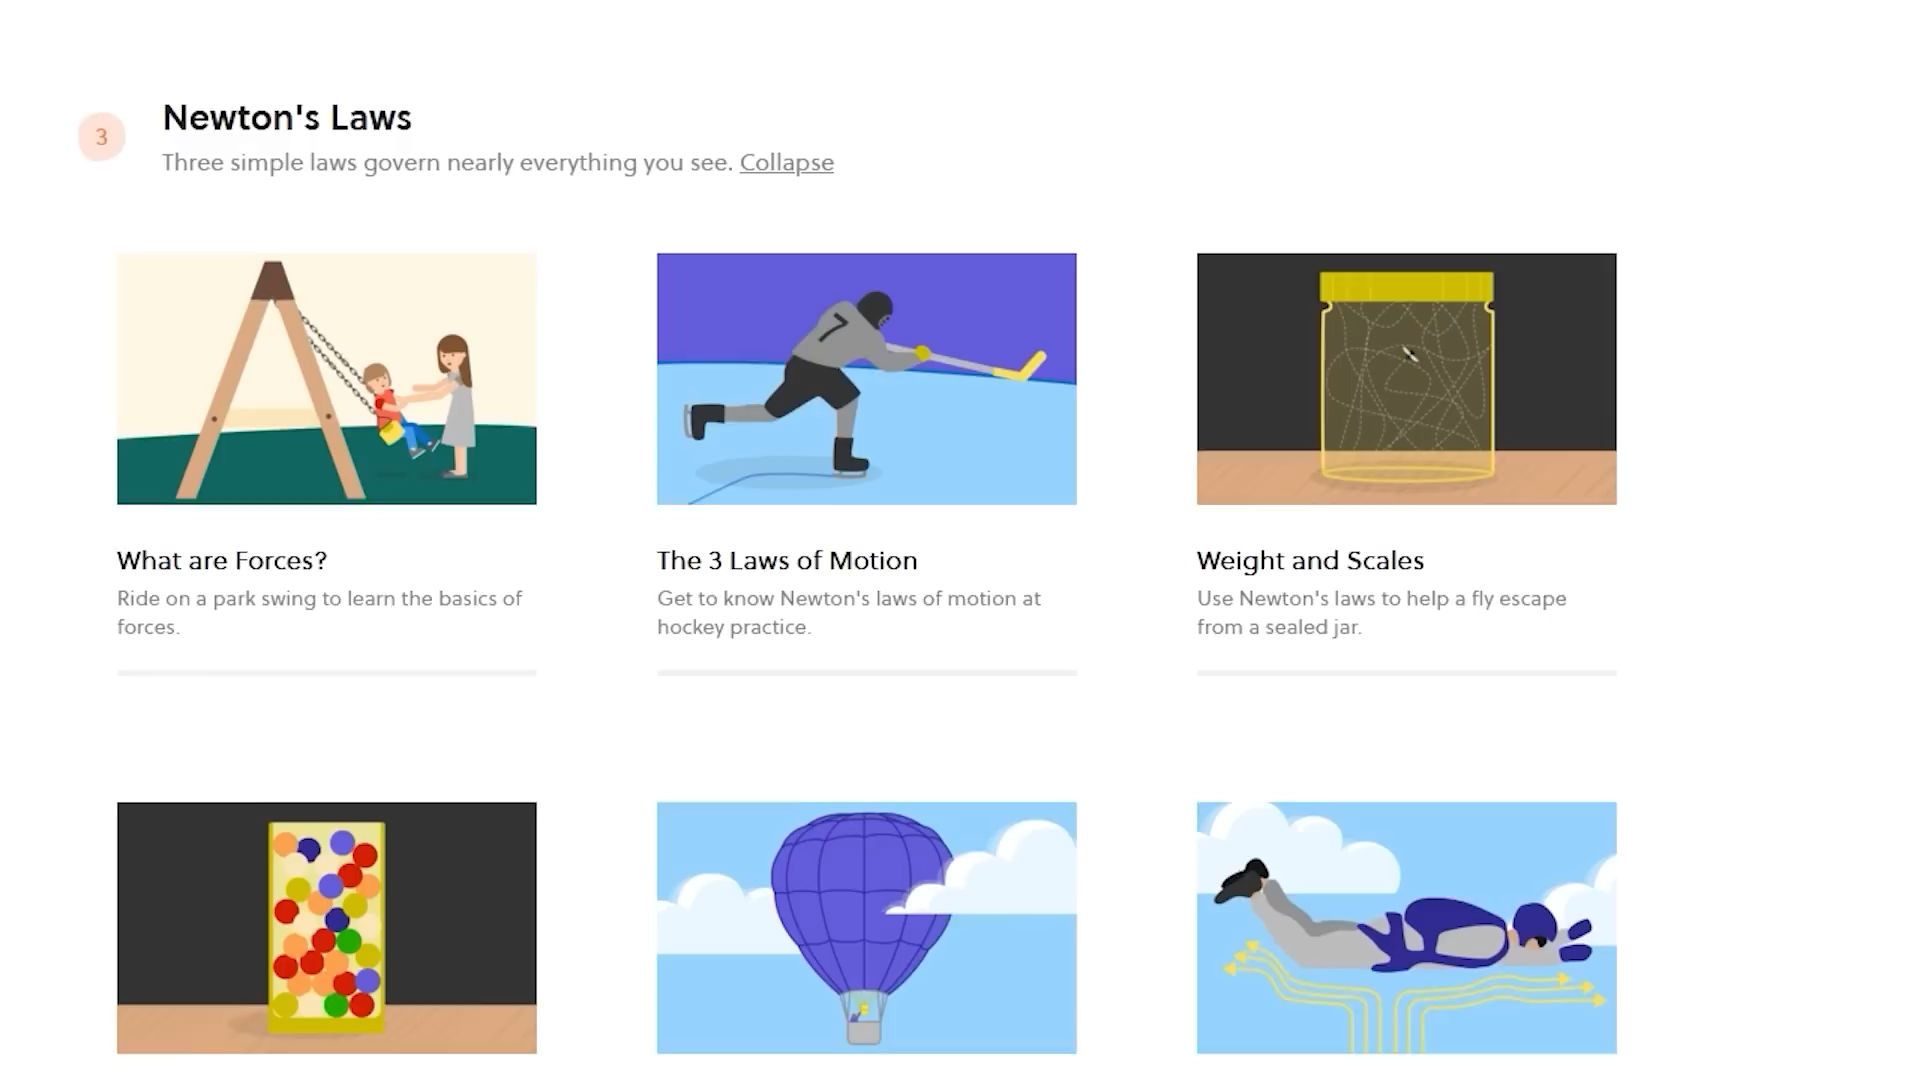 3
Newton's Laws
Three simple laws govern nearly everything you see. Collapse
7
What are Forces?
Ride on a park swing to learn the basics of
forces.
The 3 Laws of Motion
Get to know Newton's laws of motion at
hockey practice.
Weight and Scales
Use Newton's laws to help a fly escape
from a sealed jar.